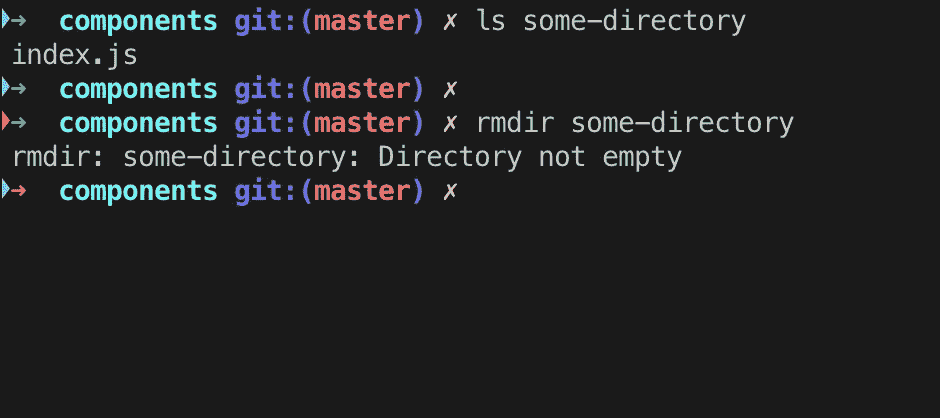 → components git:(master) ✗ ls some-directory
index.js
→ components git:(master) ✗
→ components git:(master) ✗ rmdir some-directory
rmdir: some-directory: Directory not empty
→ components git:(master) ✗